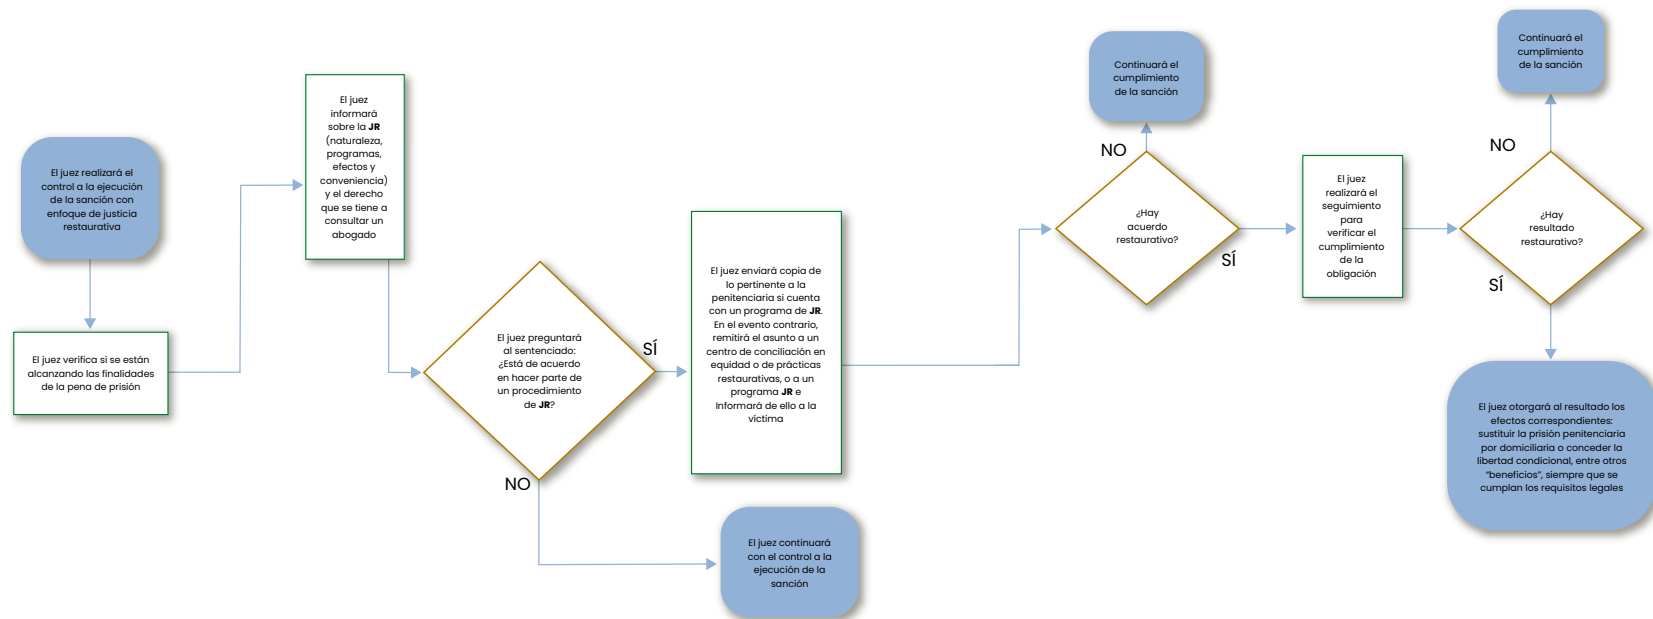 El juez realizará el
control a la ejecución
de la sanción con
enfoque de justicia
restaurativa
El juez verifica si se están
alcanzando las finalidades
de la pena de prisión
El juez
informará
sobre la JR
(naturaleza,
programas,
efectos y
conveniencia)
y el derecho
que se tiene a
consultar un
abogado
El juez preguntará
al sentenciado:
¿Está de acuerdo
en hacer parte de
un procedimiento
de JR?
SÍ
NO
El juez continuará
con el control a la
ejecución de la
sanción
El juez enviará copia de
lo pertinente a la
penitenciaria si cuenta
con un programa de JR.
En el evento contrario,
remitirá el asunto a un
centro de conciliación en
equidad o de prácticas
restaurativas, o a un
programa JR e
Informará de ello a la
víctima
¿Hay
acuerdo
restaurativo?
NO
Continuará el
cumplimiento
de la sanción
SÍ
El juez
realizará el
seguimiento
para
verificar el
cumplimiento
de la
obligación
¿Hay
resultado
restaurativo?
NO
Continuará el
cumplimiento
de la sanción
SÍ
El juez otorgará al resultado los
efectos correspondientes:
sustituir la prisión penitenciaria
por domiciliaria o conceder la
libertad condicional, entre otros
"beneficios", siempre que se
cumplan los requisitos legales